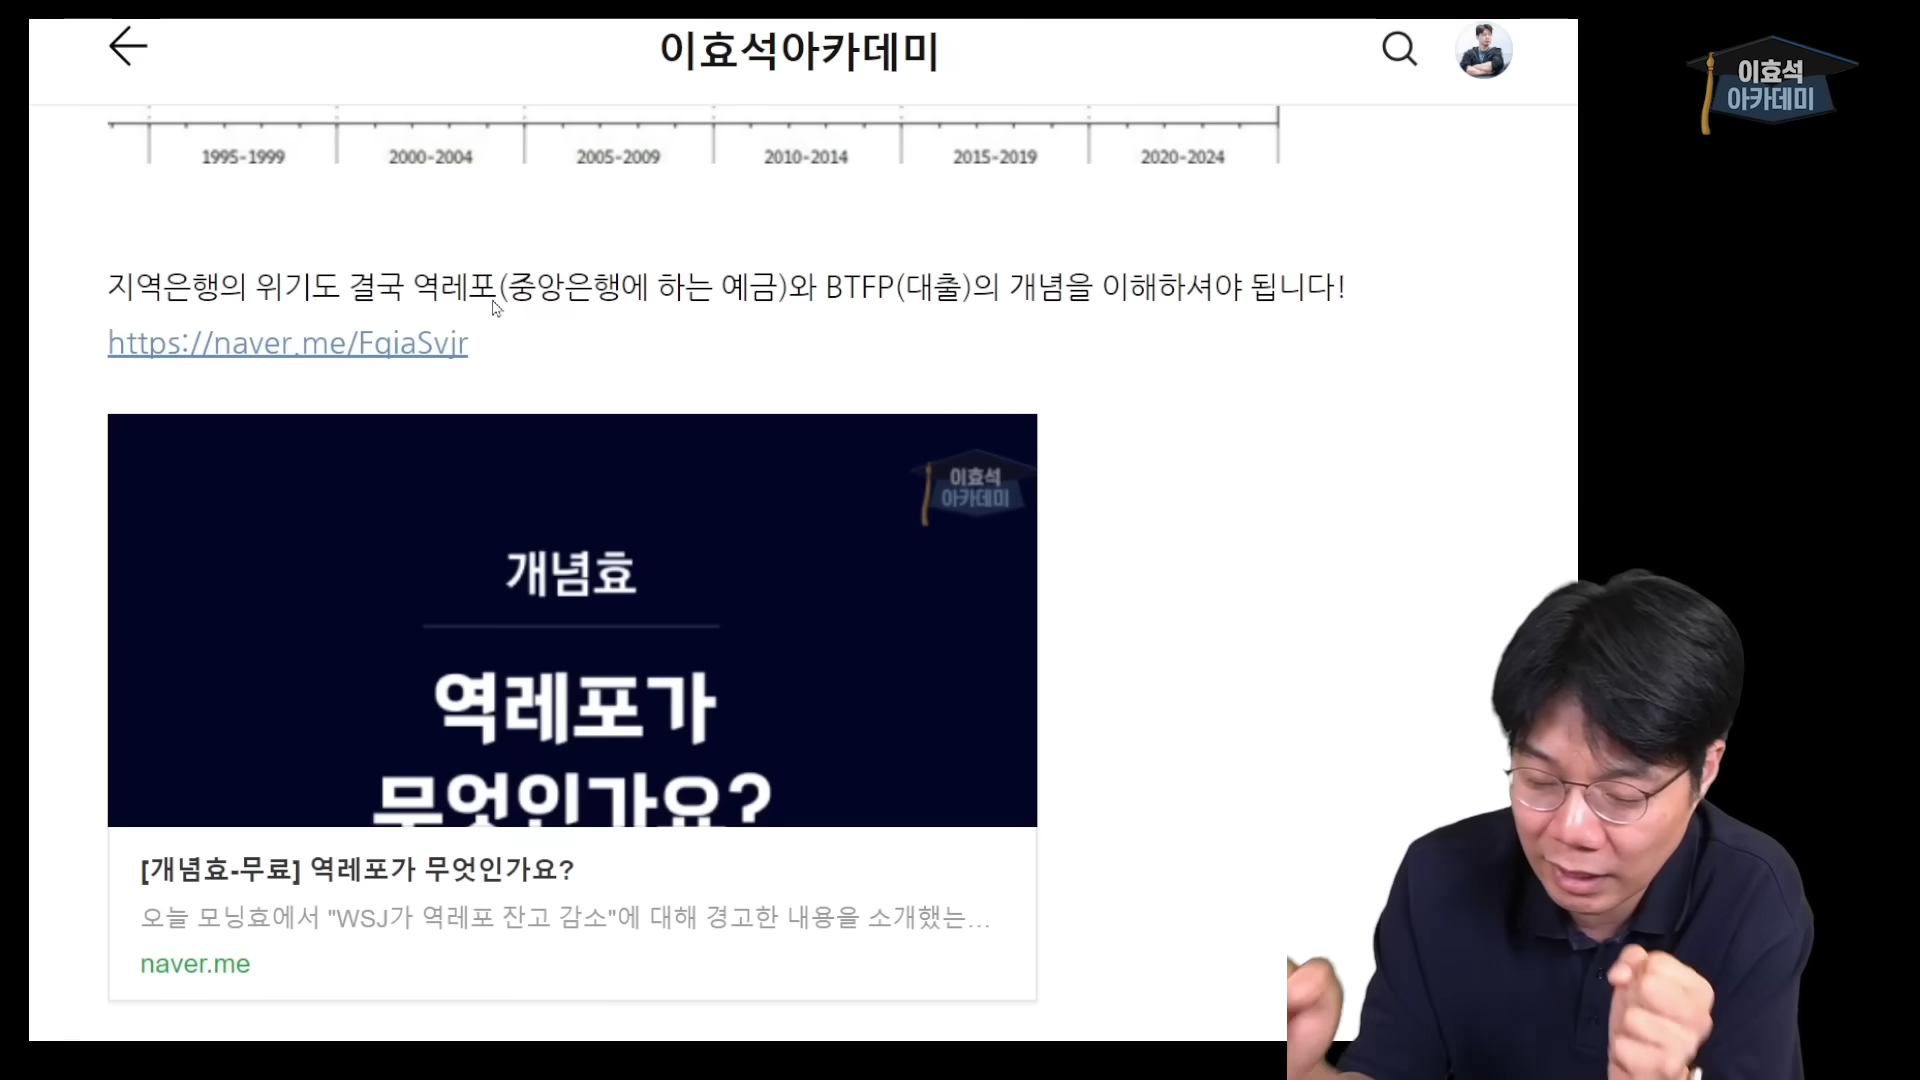 이효석아카데미
이효석
아카데미
1995-1999 2000-2004 2005-2009 2010-2014 2015-2019 2020-2024
지역은행의 위기도 결국 역레포(중앙은행에 하는 예금)와 BTFP(대출)의 개념을 이해하셔야 됩니다!
https://naver.me/FqiaSvjr
이효석
아카데미
개념효
역레포가
무엇인가요?
[개념효-무료] 역레포가 무엇인가요?
오늘 모닝효에서 "WSJ가 역레포 잔고 감소"에 대해 경고한 내용을 소개했는...
naver.me